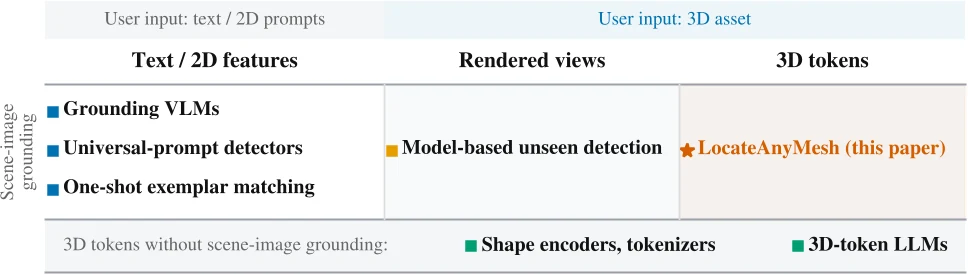 User input: text / 2D prompts
User input: 3D asset
Text / 2D features
Rendered views
3D tokens
Scene-image
grounding
Grounding VLMs
Universal-prompt detectors
One-shot exemplar matching
Model-based unseen detection
LocateAnyMesh (this paper)
3D tokens without scene-image grounding:
Shape encoders, tokenizers
3D-token LLMs